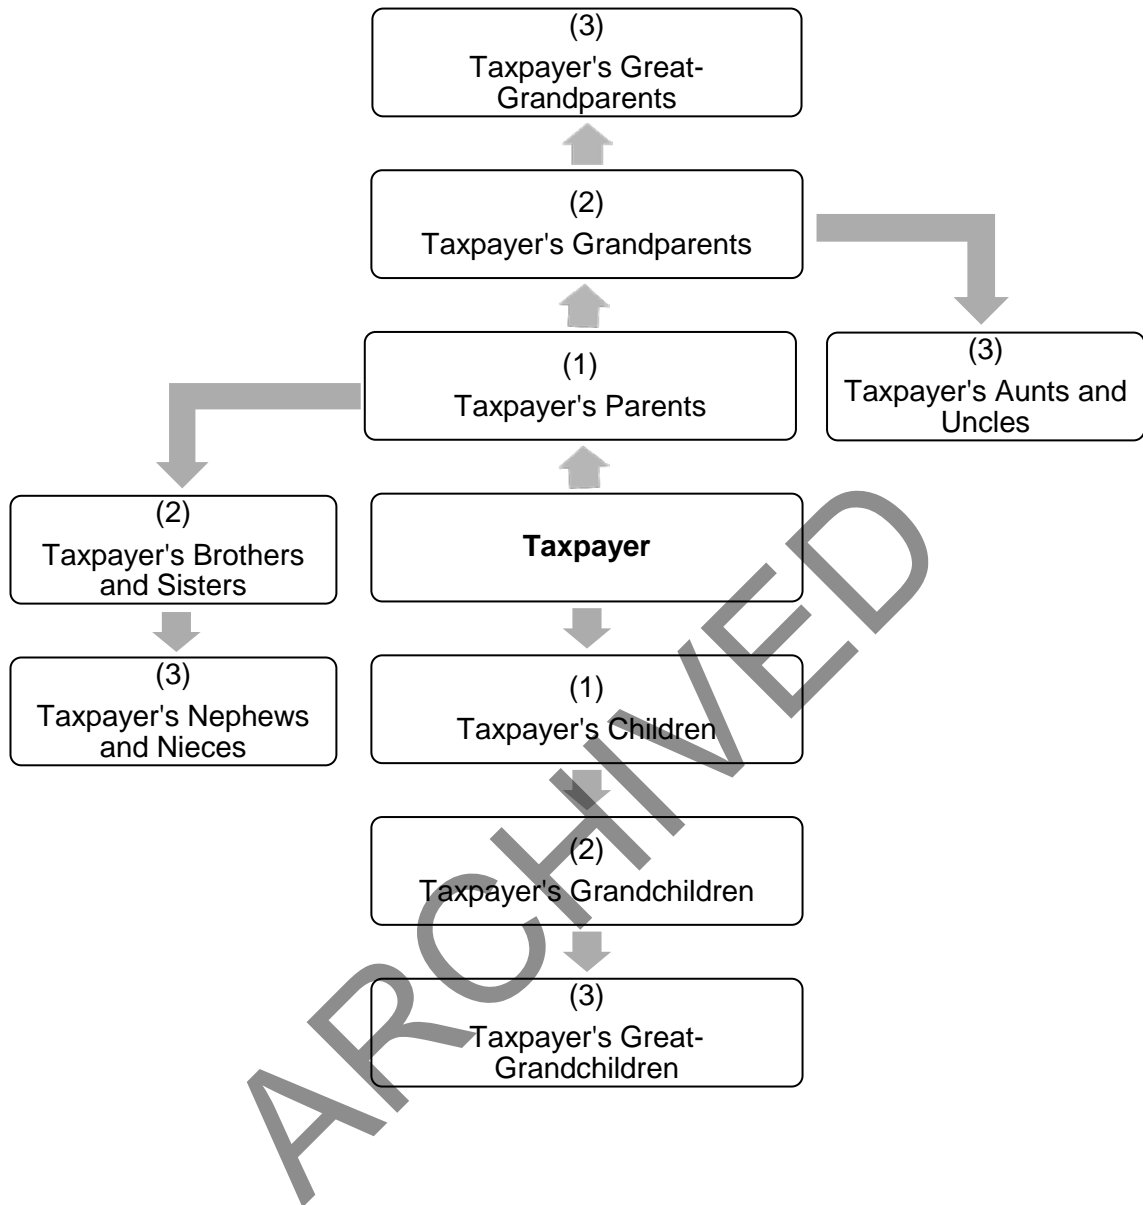 (3)
Taxpayer's Great-
Grandparents
(2)
Taxpayer's Grandparents
(3)
Taxpayer's Aunts and
Uncles
(1)
Taxpayer's Parents
(2)
Taxpayer's Brothers
and Sisters
Taxpayer
(3)
Taxpayer's Nephews
and Nieces
(1)
Taxpayer's Children
(2)
Taxpayer's Grandchildren
(3)
Taxpayer's Great-
Grandchildren
ARCHIVED